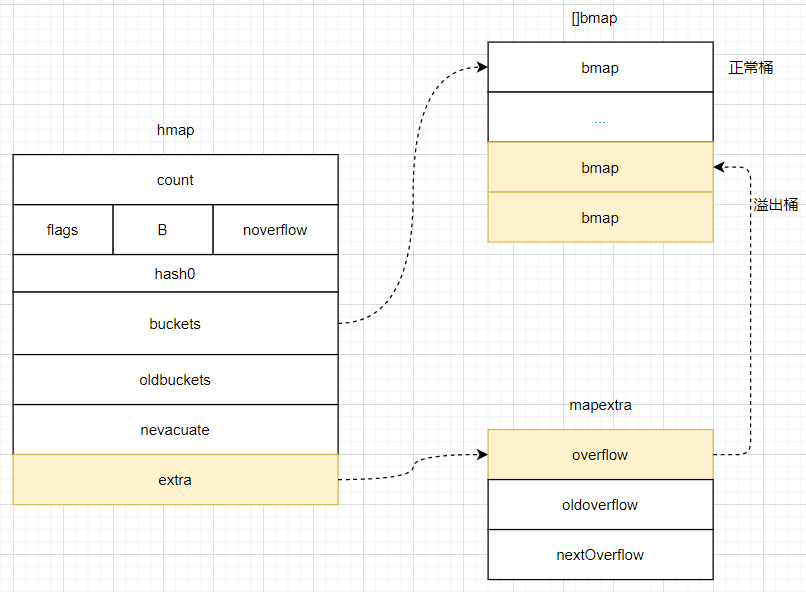 []bmap
bmap
正常桶
...
bmap
溢出桶
bmap
hmap
count
flags
B
noverflow
hash0
buckets
oldbuckets
nevacuate
extra
mapextra
overflow
oldoverflow
nextOverflow